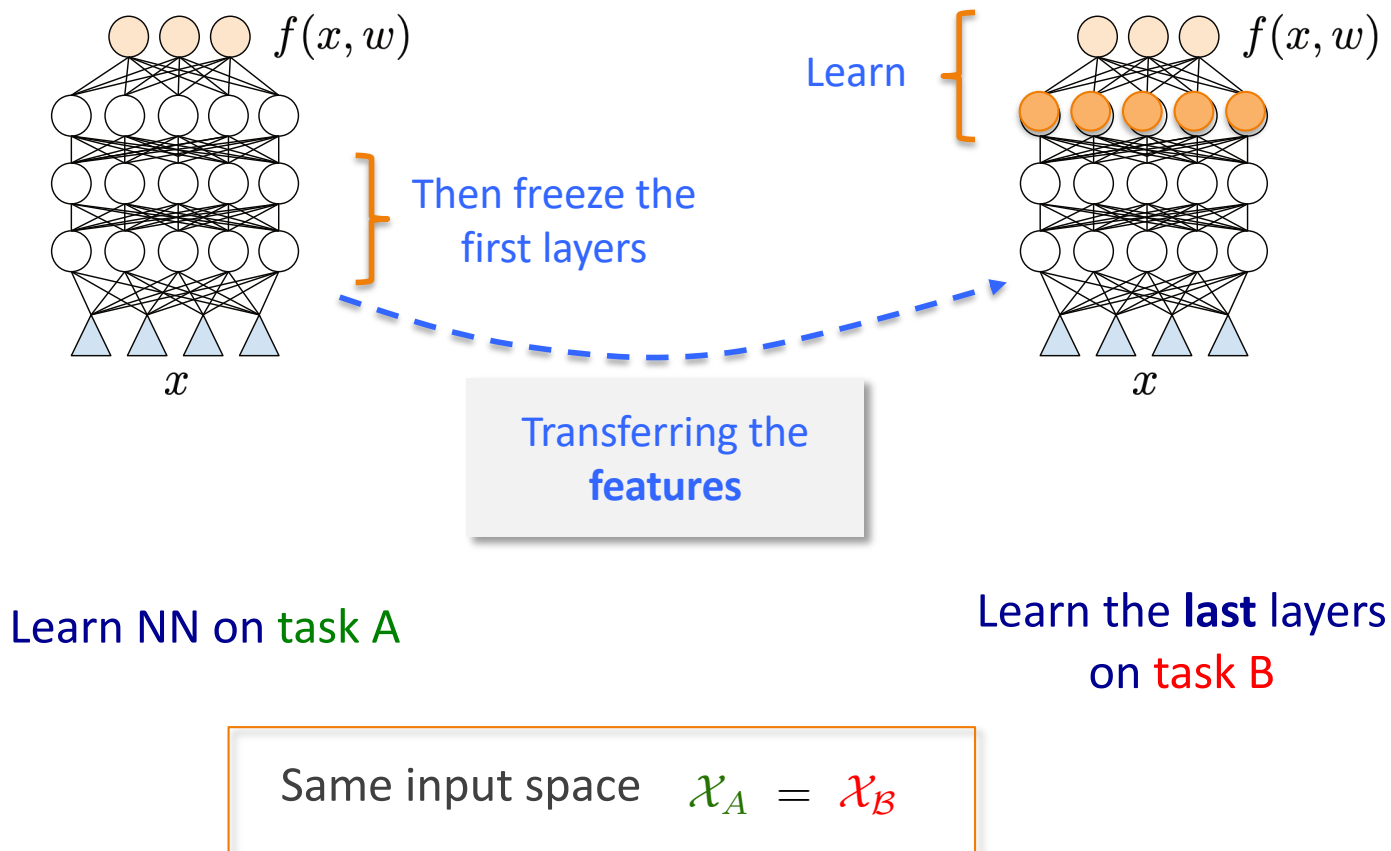 f(x, w)
Then freeze the
first layers
x
Learn
f(x, w)
x
Transferring the
features
Learn NN on task A
Learn the last layers
on task B
Same input space 𝒳_A = 𝒳_ℬ